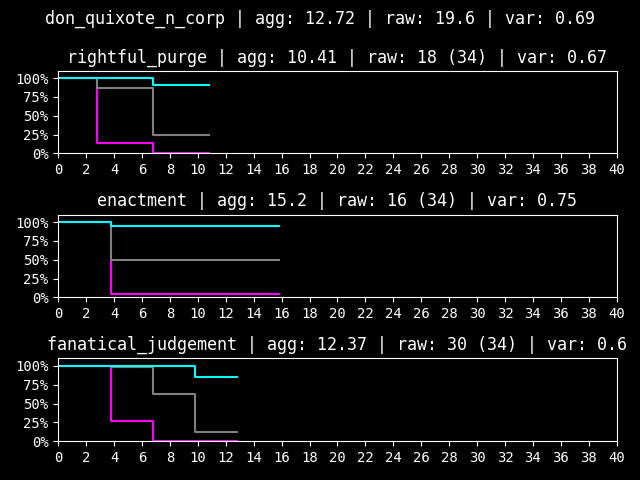 don_quixote_n_corp | agg: 12.72 | raw: 19.6 | var: 0.69
rightful_purge | agg: 10.41 | raw: 18 (34) | var: 0.67
100%
75%
50%
25%
0%
0 2 4 6 8 10 12 14 16 18 20 22 24 26 28 30 32 34 36 38 40
enactment | agg: 15.2 | raw: 16 (34) | var: 0.75
100%
75%
50%
25%
0%
0 2 4 6 8 10 12 14 16 18 20 22 24 26 28 30 32 34 36 38 40
fanatical_judgement | agg: 12.37 | raw: 30 (34) | var: 0.6
100%
75%
50%
25%
0%
0 2 4 6 8 10 12 14 16 18 20 22 24 26 28 30 32 34 36 38 40